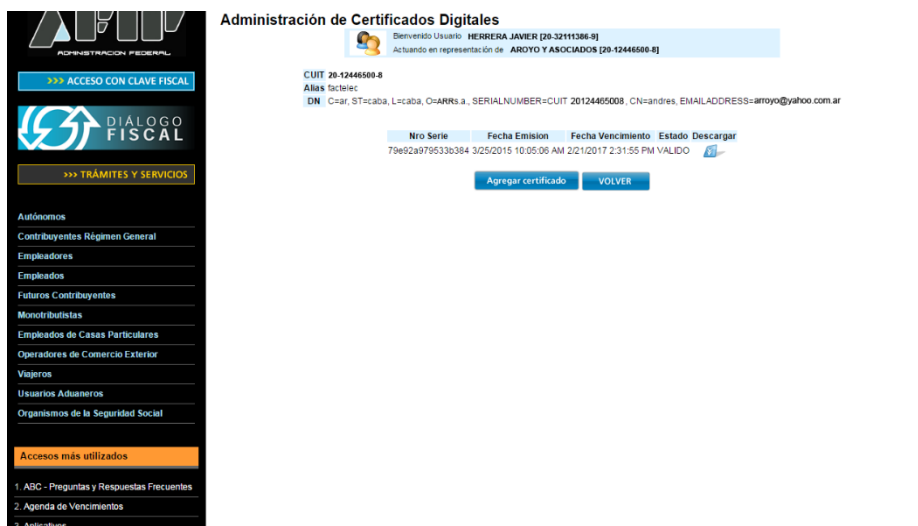 ADMINISTRACION FEDERAL
>>> ACCESO CON CLAVE FISCAL
DIÁLOGO
FISCAL
>>> TRÁMITES Y SERVICIOS
Autónomos
Contribuyentes Régimen General
Empleadores
Empleados
Futuros Contribuyentes
Monotributistas
Empleados de Casas Particulares
Operadores de Comercio Exterior
Viajeros
Usuarios Aduaneros
Organismos de la Seguridad Social
Accesos más utilizados
1. ABC - Preguntas y Respuestas Frecuentes
2. Agenda de Vencimientos
3. Aplicativos
Administración de Certificados Digitales
Bienvenido Usuario HERRERA JAVIER [20-32111386-9]
Actuando en representación de AROYO Y ASOCIADOS [20-12446500-8]
CUIT 20-12446500-8
Alias factelec
DN C=ar, ST=caba, L=caba, O=ARRs.a., SERIALNUMBER=CUIT 20124465008, CN=andres, EMAILADDRESS=arroyo@yahoo.com.ar
Nro Serie Fecha Emision Fecha Vencimiento Estado Descargar
79e92a979533b384 3/25/2015 10:05:06 AM 2/21/2017 2:31:55 PM VALIDO
Agregar certificado VOLVER